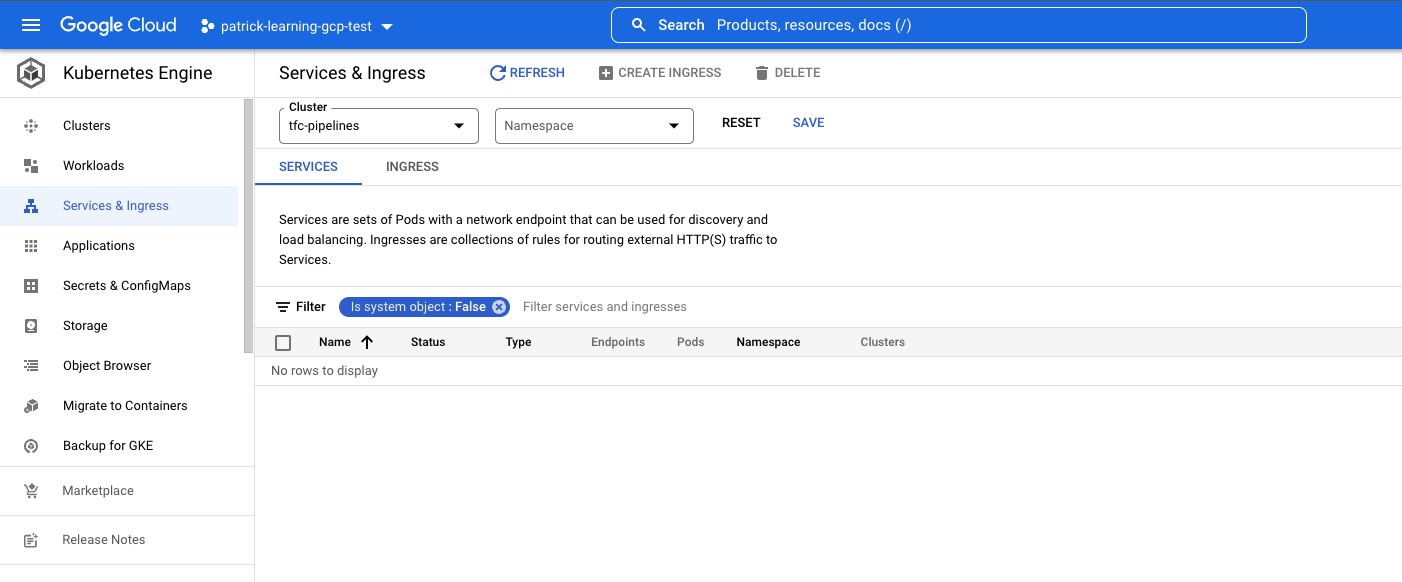 Google Cloud
patrick-learning-gcp-test
Search Products, resources, docs (/)
Kubernetes Engine
Clusters
Workloads
Services & Ingress
Applications
Secrets & ConfigMaps
Storage
Object Browser
Migrate to Containers
Backup for GKE
Marketplace
Release Notes
Services & Ingress
REFRESH
CREATE INGRESS
DELETE
Cluster
tfc-pipelines
Namespace
RESET
SAVE
SERVICES
INGRESS
Services are sets of Pods with a network endpoint that can be used for discovery and
load balancing. Ingresses are collections of rules for routing external HTTP(S) traffic to
Services.
Filter
Is system object : False
Filter services and ingresses
Name Status Type Endpoints Pods Namespace Clusters
No rows to display